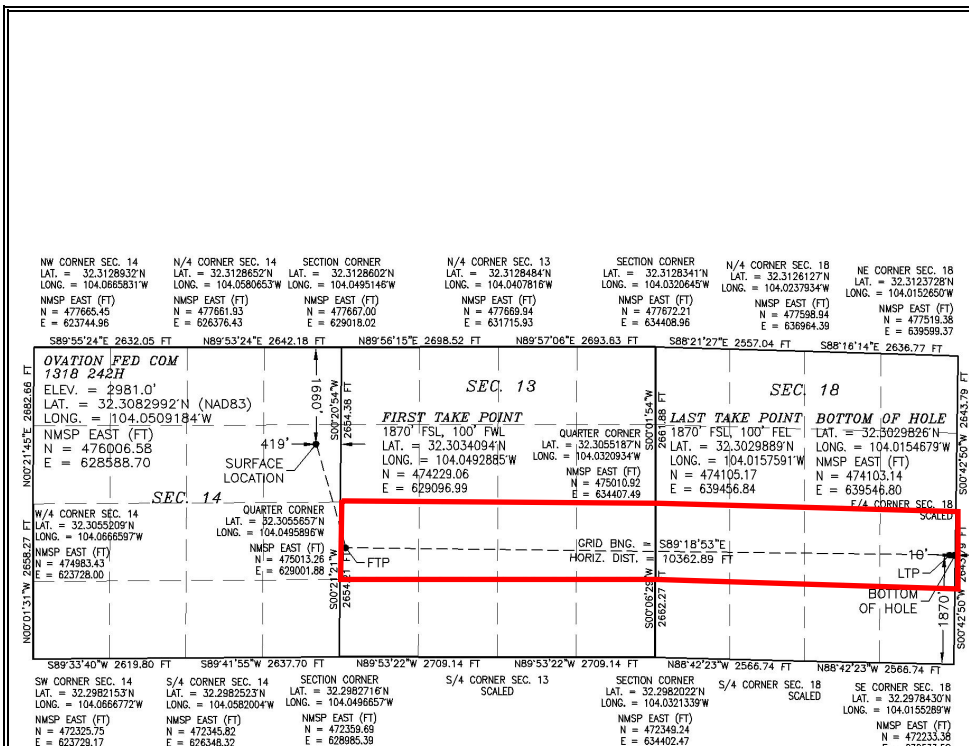 NW CORNER SEC. 14
LAT. = 32.3128932'N
LONG. = 104.0665831'W
NMSP EAST (FT)
N = 477665.45
E = 623744.96
N/4 CORNER SEC. 14
LAT. = 32.3128652'N
LONG. = 104.0580653'W
NMSP EAST (FT)
N = 477661.93
E = 626376.43
SECTION CORNER
LAT. = 32.3128602'N
LONG. = 104.0495146'W
NMSP EAST (FT)
N = 477667.00
E = 629018.02
N/4 CORNER SEC. 13
LAT. = 32.3128484'N
LONG. = 104.0407816'W
NMSP EAST (FT)
N = 477669.94
E = 631715.93
SECTION CORNER
LAT. = 32.3128341'N
LONG. = 104.0320645'W
NMSP EAST (FT)
N = 477672.21
E = 634408.96
N/4 CORNER SEC. 18
LAT. = 32.3126127'N
LONG. = 104.0237934'W
NMSP EAST (FT)
N = 477598.94
E = 636964.39
NE CORNER SEC. 18
LAT. = 32.3123728'N
LONG. = 104.0152650'W
NMSP EAST (FT)
N = 477519.38
E = 639599.37
S89°55'24"E 2632.05 FT
N89°53'24"E 2642.18 FT
N89°56'15"E 2698.52 FT
N89°57'06"E 2693.63 FT
S88°21'27"E 2557.04 FT
S88°16'14"E 2636.77 FT
N00°21'45"E 2682.66 FT
OVATION FED COM
1318 242H
ELEV. = 2981.0'
LAT. = 32.3082992'N (NAD83)
LONG. = 104.0509184'W
NMSP EAST (FT)
N = 476006.58
E = 628588.70
1660'
419'
SURFACE
LOCATION
S00°20'54"W
2654.38 FT
SEC. 14
SEC. 13
FIRST TAKE POINT
1870' FSL, 100' FWL
LAT. = 32.3034094'N
LONG. = 104.0492885'W
NMSP EAST (FT)
N = 474229.06
E = 629096.99
QUARTER CORNER
LAT. = 32.3055187'N
LONG. = 104.0320934'W
NMSP EAST (FT)
N = 475010.92
E = 634407.49
S00°01'54"W
2661.88 FT
SEC. 18
LAST TAKE POINT
1870' FSL, 100' FEL
LAT. = 32.3029889'N
LONG. = 104.0157591'W
NMSP EAST (FT)
N = 474105.17
E = 639456.84
BOTTOM OF HOLE
LAT. = 32.3029826'N
LONG. = 104.0154679'W
NMSP EAST (FT)
N = 474103.14
E = 639546.80
S00°42'50"W 2643.79 FT
E/4 CORNER SEC. 18
SCALED
W/4 CORNER SEC. 14
LAT. = 32.3055209'N
LONG. = 104.0666597'W
NMSP EAST (FT)
N = 474983.43
E = 623728.00
QUARTER CORNER
LAT. = 32.3055657'N
LONG. = 104.0495896'W
NMSP EAST (FT)
N = 475013.26
E = 629001.88
N00°01'31"W 2658.27 FT
FTP
GRID BNG. = S89°18'53"E
HORIZ. DIST. = 10362.89 FT
10'
LTP
BOTTOM
OF HOLE
1870'
S00°21'21"W
2654.21 FT
S00°06'29"W
2662.27 FT
S00°42'50"W
S89°33'40"W 2619.80 FT
S89°41'55"W 2637.70 FT
N89°53'22"W 2709.14 FT
N89°53'22"W 2709.14 FT
N88°42'23"W 2566.74 FT
N88°42'23"W 2566.74 FT
SW CORNER SEC. 14
LAT. = 32.2982153'N
LONG. = 104.0666772'W
NMSP EAST (FT)
N = 472325.75
E = 623729.17
S/4 CORNER SEC. 14
LAT. = 32.2982523'N
LONG. = 104.0582004'W
NMSP EAST (FT)
N = 472345.82
E = 626348.32
SECTION CORNER
LAT. = 32.2982716'N
LONG. = 104.0496657'W
NMSP EAST (FT)
N = 472359.69
E = 628985.39
S/4 CORNER SEC. 13
SCALED
SECTION CORNER
LAT. = 32.2982022'N
LONG. = 104.0321339'W
NMSP EAST (FT)
N = 472349.24
E = 634402.47
S/4 CORNER SEC. 18
SCALED
SE CORNER SEC. 18
LAT. = 32.2978430'N
LONG. = 104.0155289'W
NMSP EAST (FT)
N = 472233.38